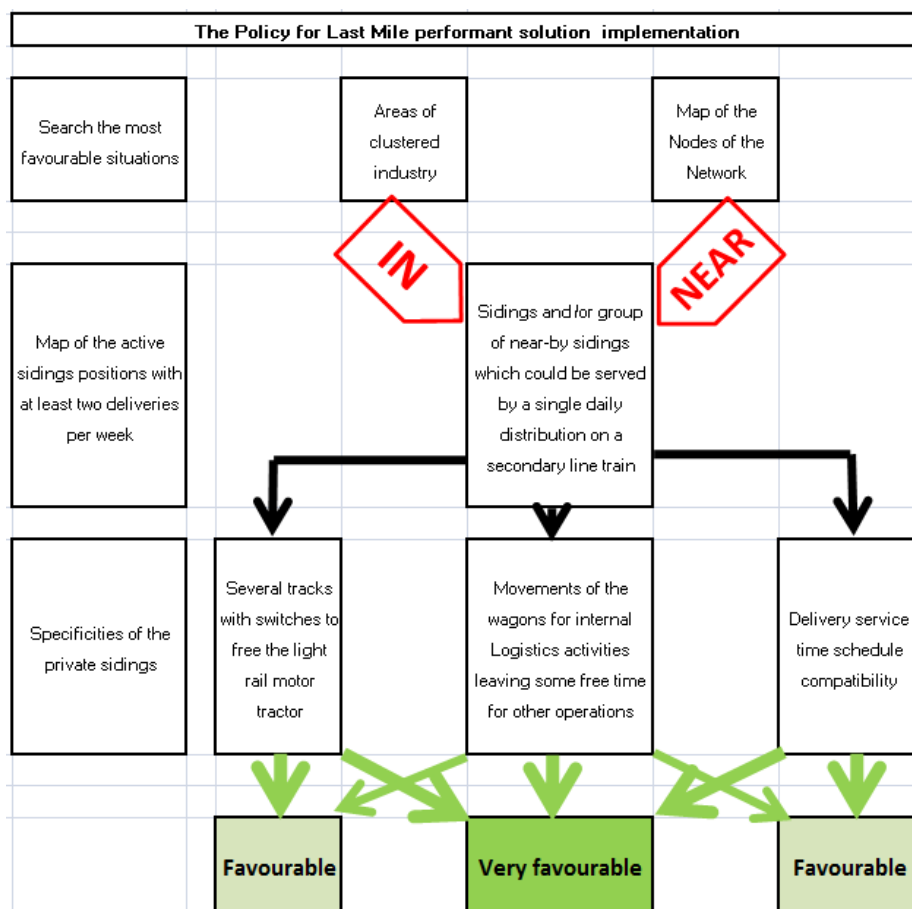 The Policy for Last Mile performant solution implementation
Search the most
favourable situations
Areas of
clustered
industry
Map of the
Nodes of the
Network
IN
NEAR
Map of the active
sidings positions with
at least two deliveries
per week
Sidings and/or group
of near-by sidings
which could be served
by a single daily
distribution on a
secondary line train
Specificities of the
private sidings
Several tracks
with switches to
free the light
rail motor
tractor
Movements of the
wagons for internal
Logistics activities
leaving some free time
for other operations
Delivery service
time schedule
compatibility
Favourable
Very favourable
Favourable